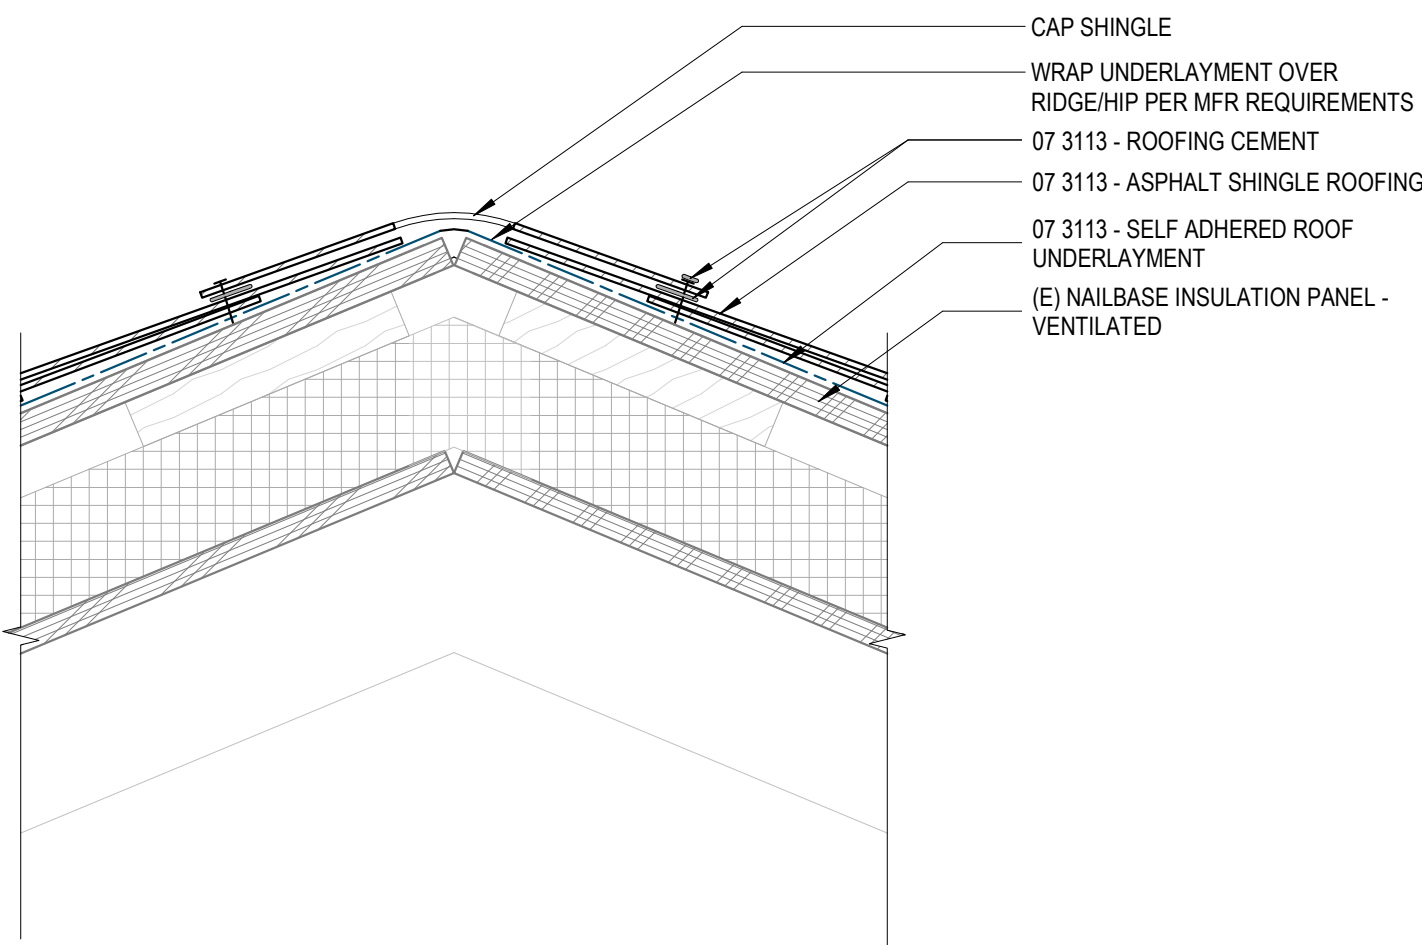 CAP SHINGLE
WRAP UNDERLAYMENT OVER
RIDGE/HIP PER MFR REQUIREMENTS
07 3113 - ROOFING CEMENT
07 3113 - ASPHALT SHINGLE ROOFING
07 3113 - SELF ADHERED ROOF
UNDERLAYMENT
(E) NAILBASE INSULATION PANEL -
VENTILATED